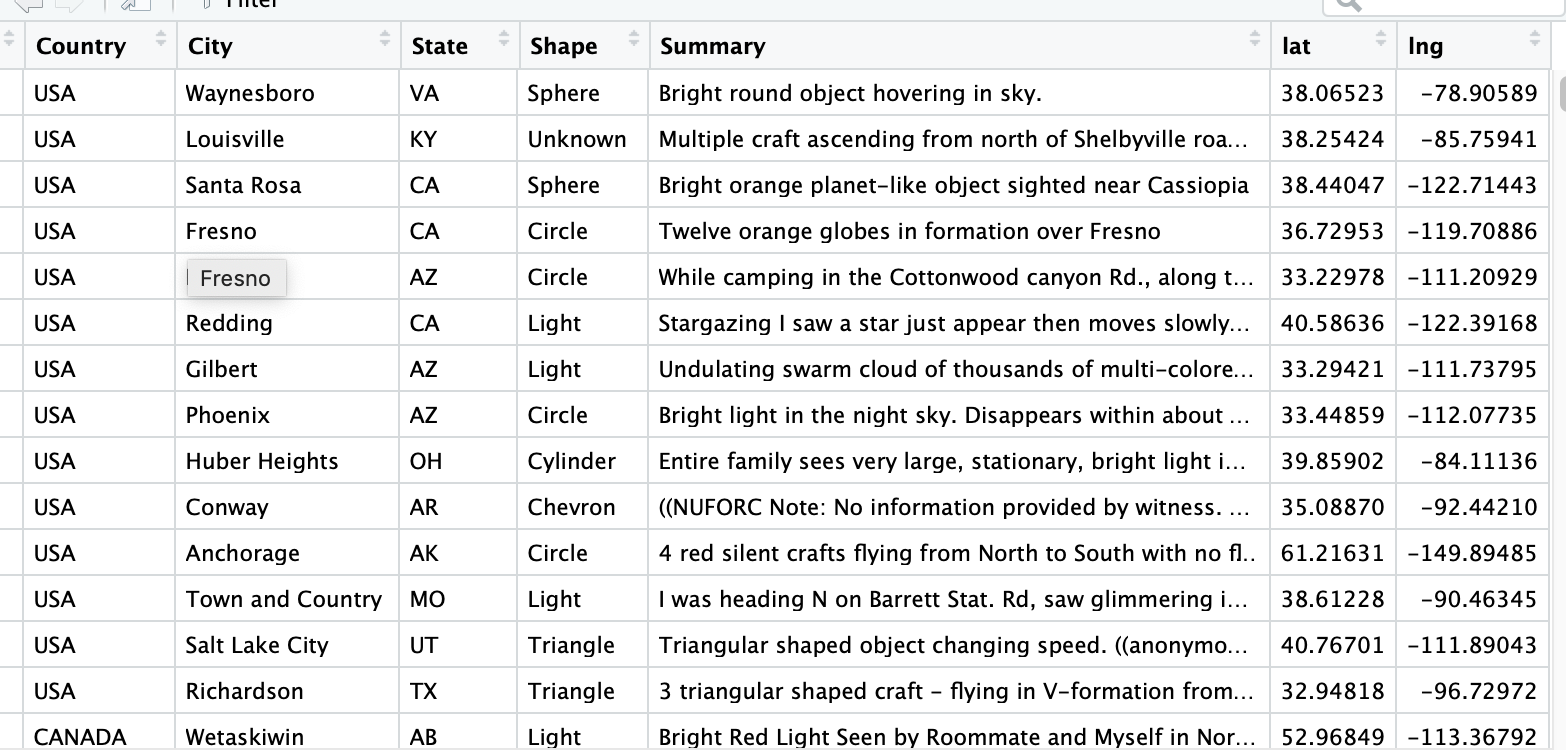 Filter
Country City State Shape Summary lat lng
USA Waynesboro VA Sphere Bright round object hovering in sky. 38.06523 -78.90589
USA Louisville KY Unknown Multiple craft ascending from north of Shelbyville roa... 38.25424 -85.75941
USA Santa Rosa CA Sphere Bright orange planet-like object sighted near Cassiopia 38.44047 -122.71443
USA Fresno CA Circle Twelve orange globes in formation over Fresno 36.72953 -119.70886
USA Fresno AZ Circle While camping in the Cottonwood canyon Rd., along t... 33.22978 -111.20929
USA Redding CA Light Stargazing I saw a star just appear then moves slowly... 40.58636 -122.39168
USA Gilbert AZ Light Undulating swarm cloud of thousands of multi-colore... 33.29421 -111.73795
USA Phoenix AZ Circle Bright light in the night sky. Disappears within about ... 33.44859 -112.07735
USA Huber Heights OH Cylinder Entire family sees very large, stationary, bright light i... 39.85902 -84.11136
USA Conway AR Chevron ((NUFORC Note: No information provided by witness. ... 35.08870 -92.44210
USA Anchorage AK Circle 4 red silent crafts flying from North to South with no fl.. 61.21631 -149.89485
USA Town and Country MO Light I was heading N on Barrett Stat. Rd, saw glimmering i... 38.61228 -90.46345
USA Salt Lake City UT Triangle Triangular shaped object changing speed. ((anonymo... 40.76701 -111.89043
USA Richardson TX Triangle 3 triangular shaped craft - flying in V-formation from... 32.94818 -96.72972
CANADA Wetaskiwin AB Light Bright Red Light Seen by Roommate and Myself in Nor... 52.96849 -113.36792